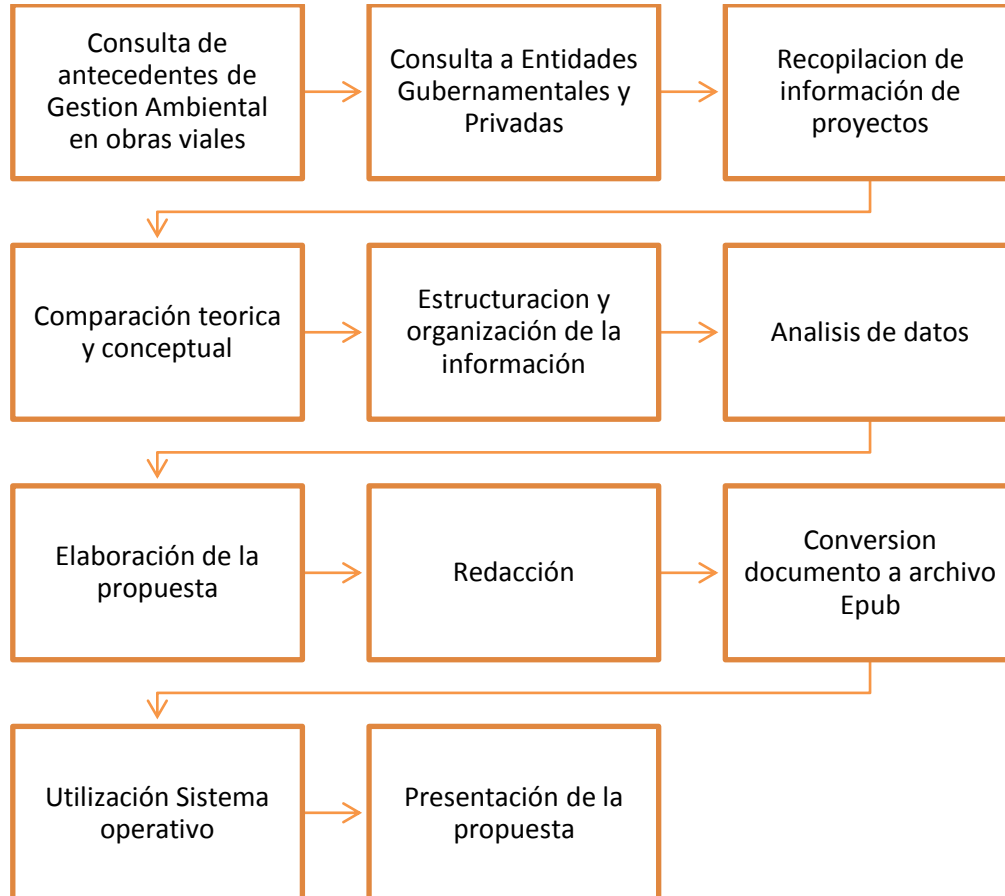 Consulta de
antecedentes de
Gestion Ambiental
en obras viales
Consulta a Entidades
Gubernamentales y
Privadas
Recopilacion de
información de
proyectos
Comparación teorica
y conceptual
Estructuracion y
organización de la
información
Analisis de datos
Elaboración de la
propuesta
Redacción
Conversion
documento a archivo
Epub
Utilización Sistema
operativo
Presentación de la
propuesta